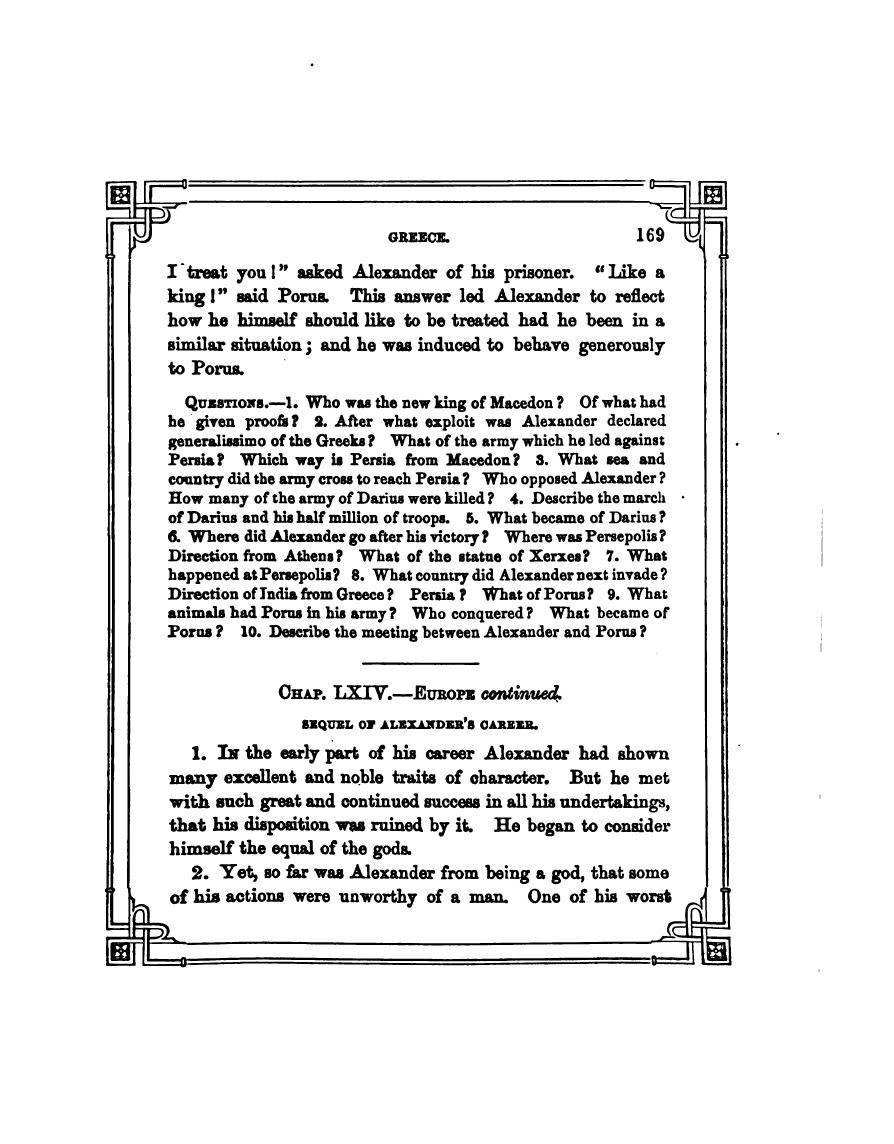 GREECE. 169
I treat you!” asked Alexander of his prisoner. “Like a
king!” said Porus. This answer led Alexander to reflect
how he himself should like to be treated had he been in a
similar situation; and he was induced to behave generously
to Porus.
QUESTIONS.—1. Who was the new king of Macedon? Of what had
he given proofs? 2. After what exploit was Alexander declared
generalissimo of the Greeks? What of the army which he led against
Persia? Which way is Persia from Macedon? 3. What sea and
country did the army cross to reach Persia? Who opposed Alexander?
How many of the army of Darius were killed? 4. Describe the march
of Darius and his half million of troops. 5. What became of Darius?
6. Where did Alexander go after his victory? Where was Persepolis?
Direction from Athens? What of the statue of Xerxes? 7. What
happened at Persepolis? 8. What country did Alexander next invade?
Direction of India from Greece? Persia? What of Porus? 9. What
animals had Porus in his army? Who conquered? What became of
Porus? 10. Describe the meeting between Alexander and Porus?
CHAP. LXIV.—EUROPE continued.
SEQUEL OF ALEXANDER'S CAREER.
1. IN the early part of his career Alexander had shown
many excellent and noble traits of character. But he met
with such great and continued success in all his undertakings,
that his disposition was ruined by it. He began to consider
himself the equal of the gods.
2. Yet, so far was Alexander from being a god, that some
of his actions were unworthy of a man. One of his worst